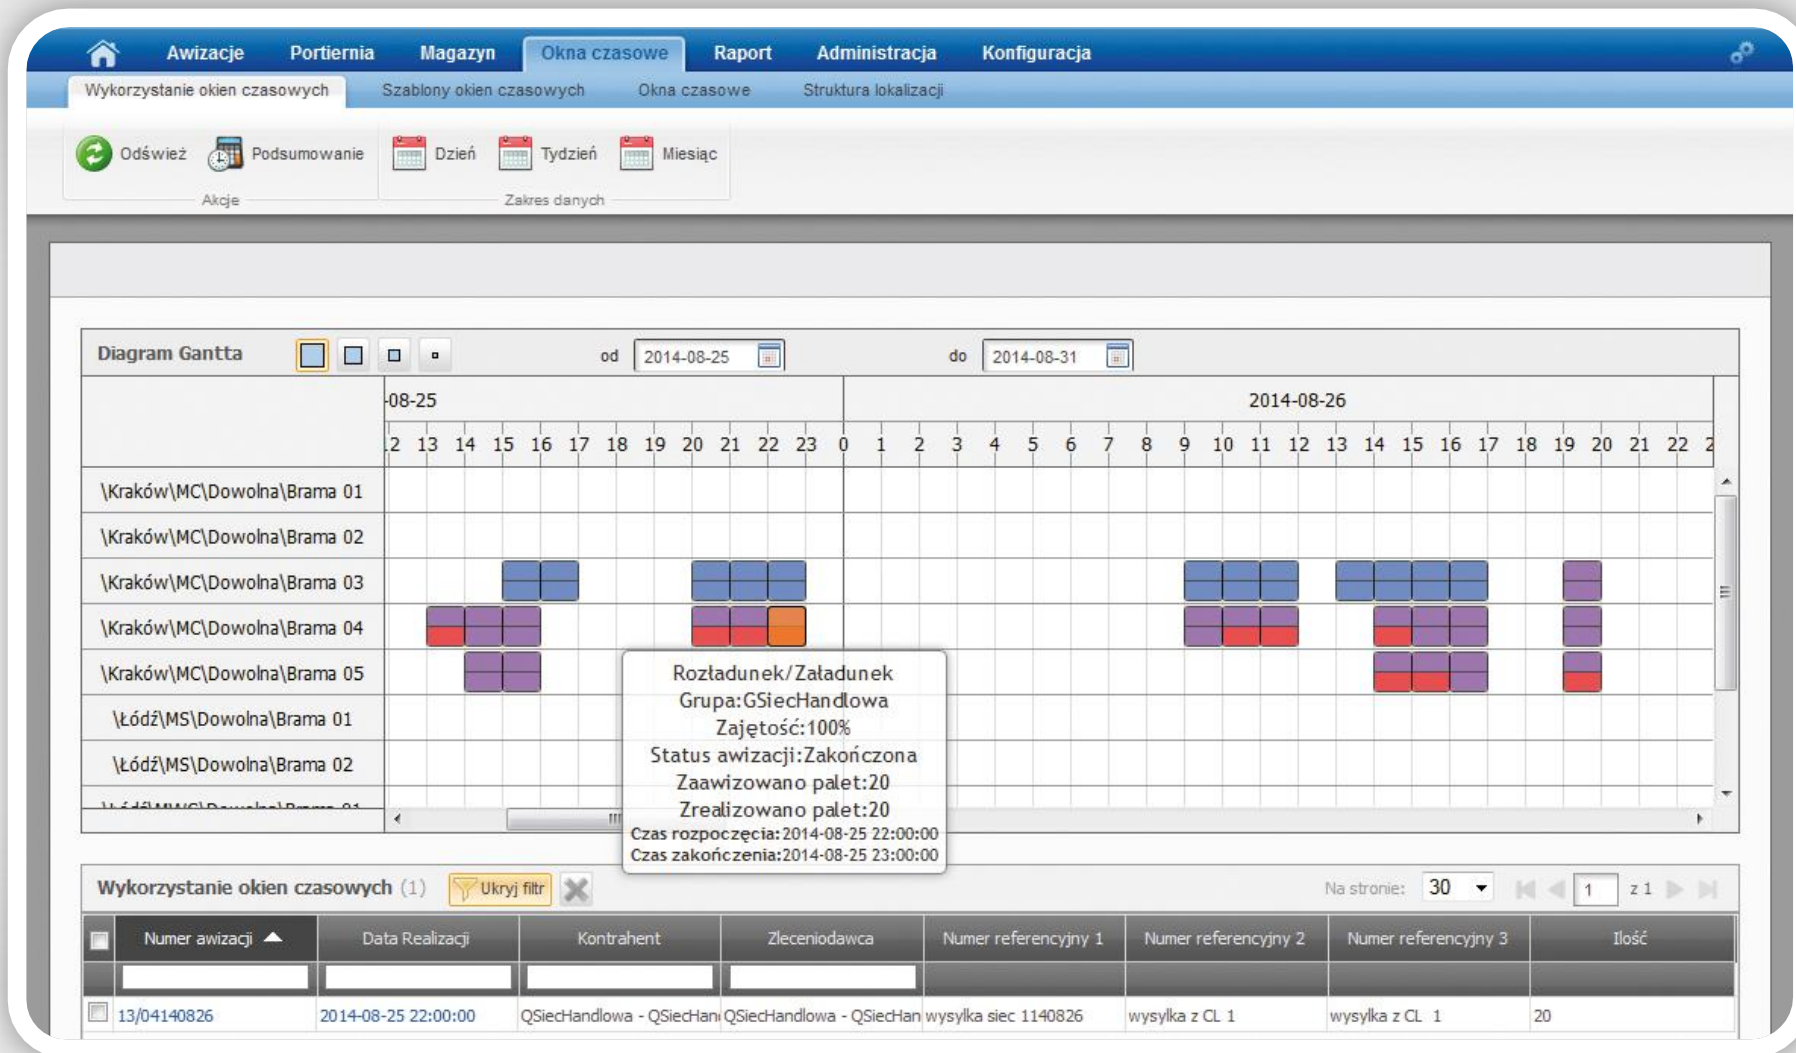 Awizacje Portiernia Magazyn Okna czasowe Raport Administracja Konfiguracja
Wykorzystanie okien czasowych Szablony okien czasowych Okna czasowe Struktura lokalizacji
Odśwież Podsumowanie Dzień Tydzień Miesiąc
Akcje Zakres danych
Diagram Gantta od 2014-08-25 do 2014-08-31
-08-25 2014-08-26
12 13 14 15 16 17 18 19 20 21 22 23 0 1 2 3 4 5 6 7 8 9 10 11 12 13 14 15 16 17 18 19 20 21 22 2
\Kraków\MC\Dowolna\Brama 01
\Kraków\MC\Dowolna\Brama 02
\Kraków\MC\Dowolna\Brama 03
\Kraków\MC\Dowolna\Brama 04
\Kraków\MC\Dowolna\Brama 05
\Łódź\MS\Dowolna\Brama 01
\Łódź\MS\Dowolna\Brama 02
Rozładunek/Załadunek
Grupa:GSiecHandlowa
Zajętość:100%
Status awizacji:Zakończona
Zaawizowano palet:20
Zrealizowano palet:20
Czas rozpoczęcia:2014-08-25 22:00:00
Czas zakończenia:2014-08-25 23:00:00
Wykorzystanie okien czasowych (1) Ukryj filtr Na stronie: 30 1 z 1
Numer awizacji Data Realizacji Kontrahent Zleceniodawca Numer referencyjny 1 Numer referencyjny 2 Numer referencyjny 3 Ilość
13/04140826 2014-08-25 22:00:00 QSiecHandlowa - QSiecHan QSiecHandlowa - QSiecHan wysylka siec 1140826 wysylka z CL 1 wysylka z CL 1 20